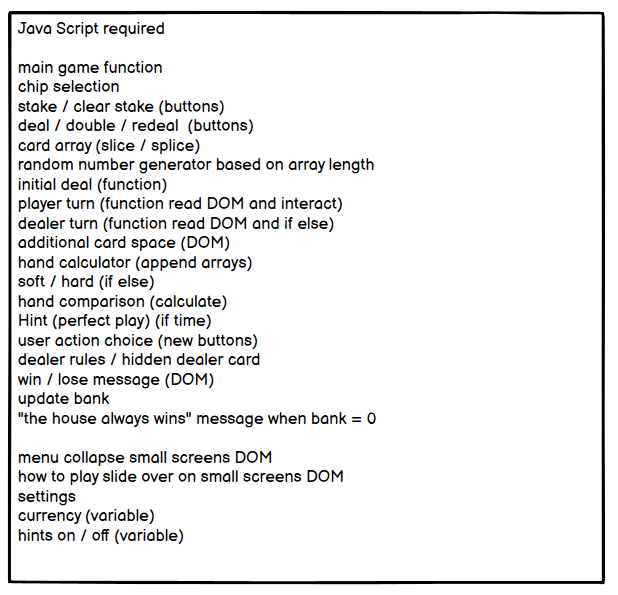 Java Script required
main game function
chip selection
stake / clear stake (buttons)
deal / double / redeal (buttons)
card array (slice / splice)
random number generator based on array length
initial deal (function)
player turn (function read DOM and interact)
dealer turn (function read DOM and if else)
additional card space (DOM)
hand calculator (append arrays)
soft / hard (if else)
hand comparison (calculate)
Hint (perfect play) (if time)
user action choice (new buttons)
dealer rules / hidden dealer card
win / lose message (DOM)
update bank
"the house always wins" message when bank = 0
menu collapse small screens DOM
how to play slide over on small screens DOM
settings
currency (variable)
hints on / off (variable)